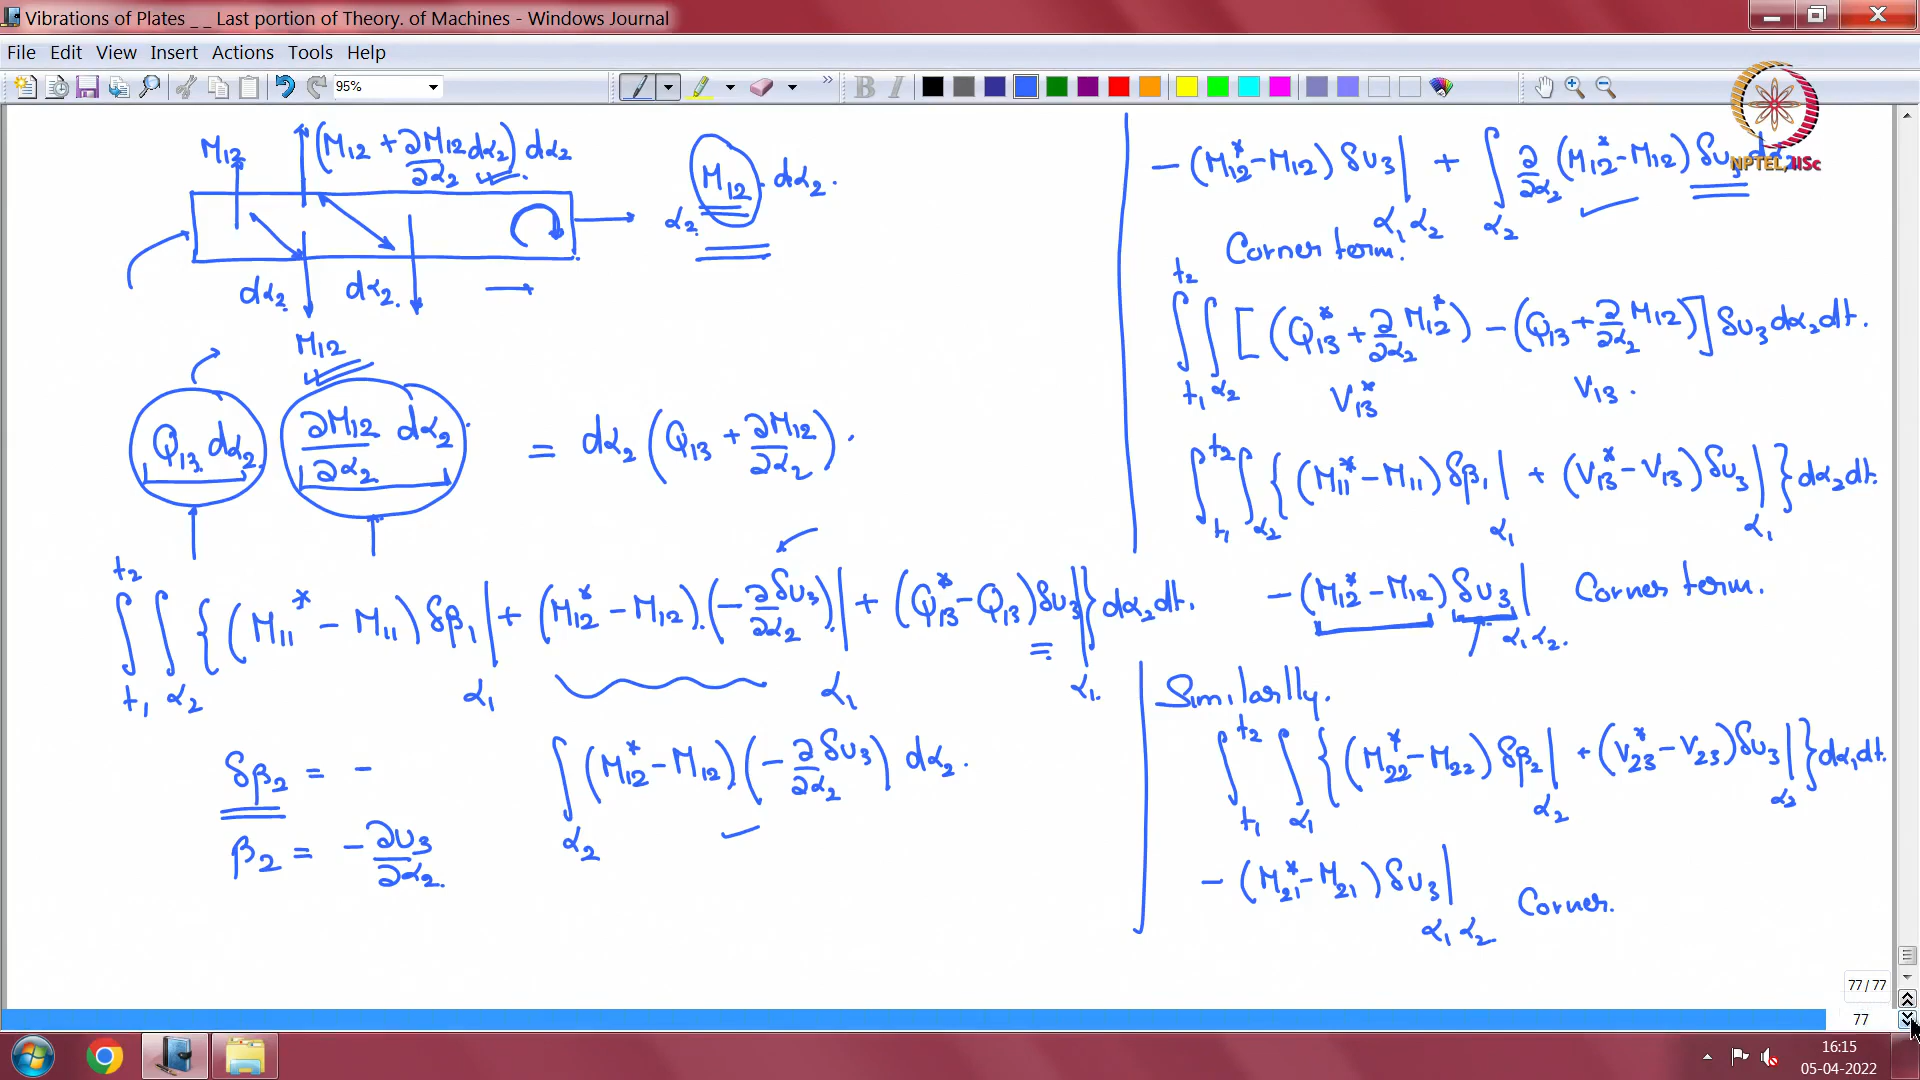 Vibrations of Plates _ _ Last portion of Theory. of Machines - Windows Journal
File Edit View Insert Actions Tools Help
95%
NPTEL, IISc
M12 (M12 + ∂M12/∂α2 dα2) dα2
M12 . dα2.
α2
dα2. dα2.
M12
Q13 dα2 ∂M12/∂α2 dα2 = dα2 (Q13 + ∂M12/∂α2).
∫t1^t2 ∫α2 {(M11* - M11) δβ1|α1 + (M12* - M12).(-∂δu3/∂α2).|α1 + (Q13* - Q13) δu3|α1.} dα2 dt.
δβ2 = -
β2 = -∂u3/∂α2.
∫α2 (M12* - M12)(-∂δu3/∂α2) dα2.
-(M12* - M12) δu3|α1 α2 + ∫α2 ∂/∂α2 (M12* - M12) δu3 dα2
Corner term.
∫t1^t2 ∫α2 [(Q13* + ∂/∂α2 M12*) - (Q13 + ∂/∂α2 M12)] δu3 dα2 dt.
V13* V13.
∫t1^t2 ∫α2 {(M11* - M11) δβ1|α1 + (V13* - V13) δu3|α1} dα2 dt.
-(M12* - M12) δu3|α1 α2. Corner term.
Similarlly.
∫t1^t2 ∫α1 {(M22* - M22) δβ2|α2 + (V23* - V23) δu3|α2} dα1 dt.
-(M21* - M21) δu3|α1 α2 Corner.
77 / 77
77
16:15
05-04-2022